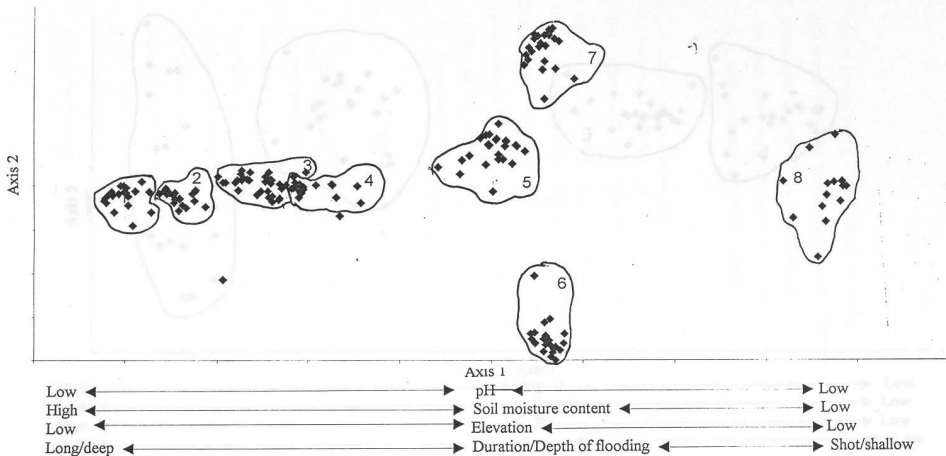 7
Axis 2
3
2
4
1
5
8
6
Axis 1
Low pH Low
High Soil moisture content Low
Low Elevation Low
Long/deep Duration/Depth of flooding Shot/shallow